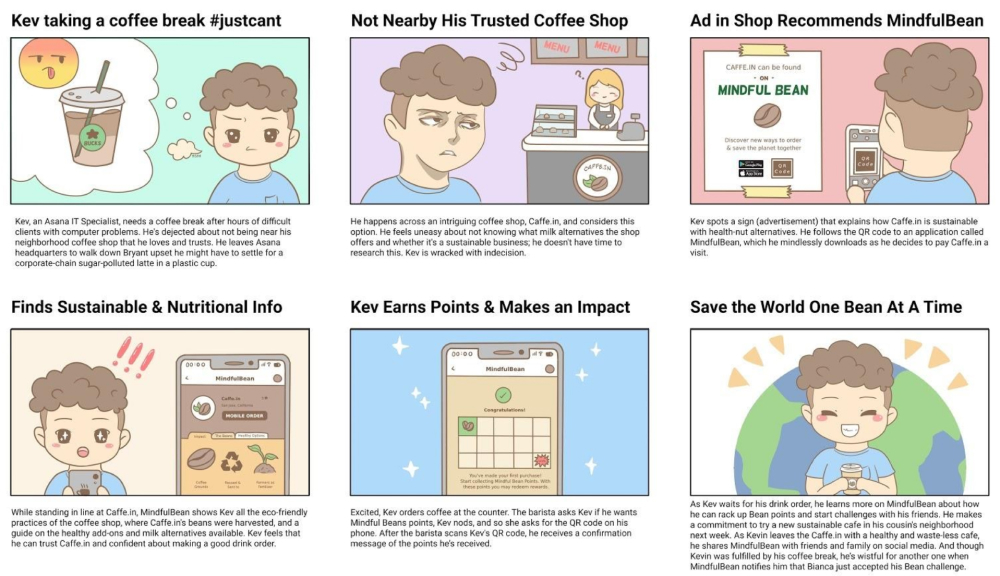 Kev taking a coffee break #justcant
BUCKS
Kev, an Asana IT Specialist, needs a coffee break after hours of difficult
clients with computer problems. He's dejected about not being near his
neighborhood coffee shop that he loves and trusts. He leaves Asana
headquarters to walk down Bryant upset he might have to settle for a
corporate-chain sugar-polluted latte in a plastic cup.
Not Nearby His Trusted Coffee Shop
MENU
MENU
?
CAFFE.IN
He happens across an intriguing coffee shop, Caffe.in, and considers this
option. He feels uneasy about not knowing what milk alternatives the shop
offers and whether it's a sustainable business; he doesn't have time to
research this. Kev is wracked with indecision.
Ad in Shop Recommends MindfulBean
CAFFE.IN can be found
- ON -
MINDFUL BEAN
Discover new ways to order
& save the planet together
Google Play
App Store
QR
Code
QR
Code
Kev spots a sign (advertisement) that explains how Caffe.in is sustainable
with health-nut alternatives. He follows the QR code to an application called
MindfulBean, which he mindlessly downloads as he decides to pay Caffe.in a
visit.
Finds Sustainable & Nutritional Info
!!!
00:00
MindfulBean
Caffe.in
MOBILE ORDER
Impact
The Beans
Healthy Options
Coffee
While standing in line at Caffe.in, MindfulBean shows Kev all the eco-friendly
practices of the coffee shop, where Caffe.in's beans were harvested, and a
guide on the healthy add-ons and milk alternatives available. Kev feels that
he can trust Caffe.in and confident about making a good drink order.
Kev Earns Points & Makes an Impact
00:00
MindfulBean
Congratulations!
You've made your first purchase!
Start collecting Mindful Bean Points. With
these points you may redeem rewards.
Excited, Kev orders coffee at the counter. The barista asks Kev if he wants
Mindful Beans points, Kev nods, and so she asks for the QR code on his
phone. After the barista scans Kev's QR code, he receives a confirmation
message of the points he's received.
Save the World One Bean At A Time
As Kev waits for his drink order, he learns more on MindfulBean about how
he can rack up Bean points and start challenges with his friends. He makes
a commitment to try a new sustainable cafe in his cousin's neighborhood
next week. As Kevin leaves the Caffe.in with a healthy and waste-less cafe,
he shares MindfulBean with friends and family on social media. And though
Kevin was fulfilled by his coffee break, he's wistful for another one when
MindfulBean notifies him that Bianca just accepted his Bean challenge.